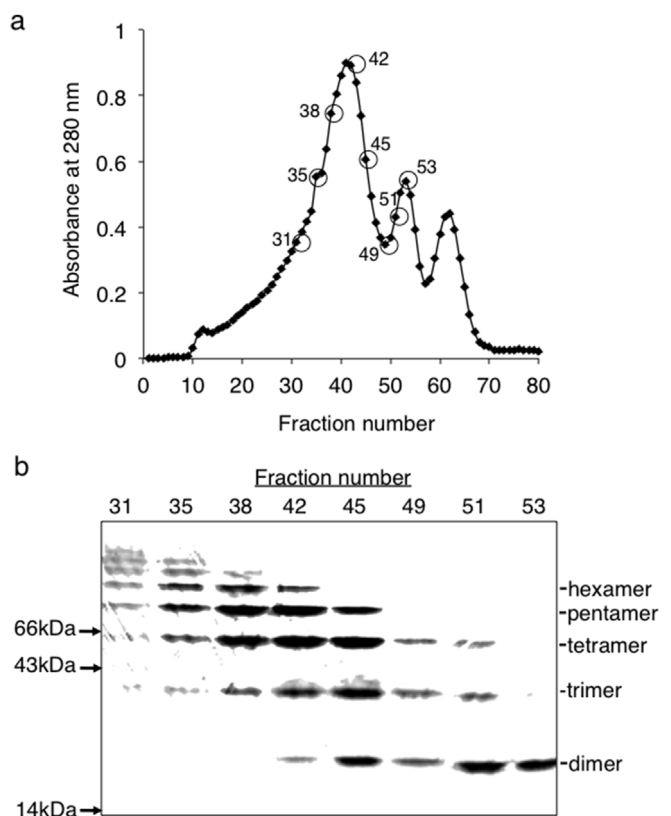 a
Absorbance at 280 nm
1
0.8
0.6
0.4
0.2
0
42
38
45
35
53
51
31
49
0 10 20 30 40 50 60 70 80
Fraction number
b
Fraction number
31 35 38 42 45 49 51 53
-hexamer
-pentamer
66kDa
-tetramer
43kDa
-trimer
-dimer
14kDa